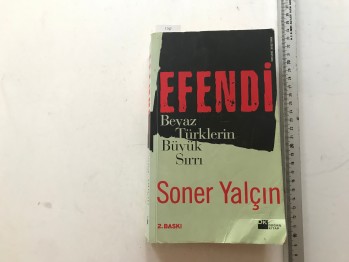 EFENDİ
Beyaz
Türklerin
Büyük
Sırrı
Soner Yalçın
2. BASKI